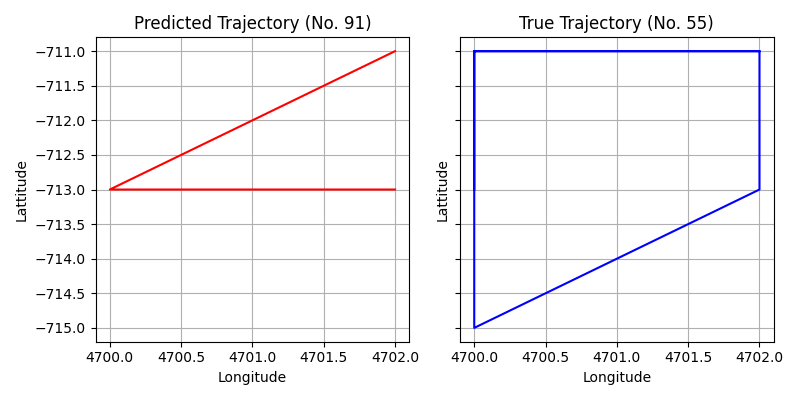 Predicted Trajectory (No. 91)
True Trajectory (No. 55)
−711.0
−711.5
−712.0
−712.5
−713.0
−713.5
−714.0
−714.5
−715.0
Lattitude
Lattitude
4700.0 4700.5 4701.0 4701.5 4702.0
4700.0 4700.5 4701.0 4701.5 4702.0
Longitude
Longitude